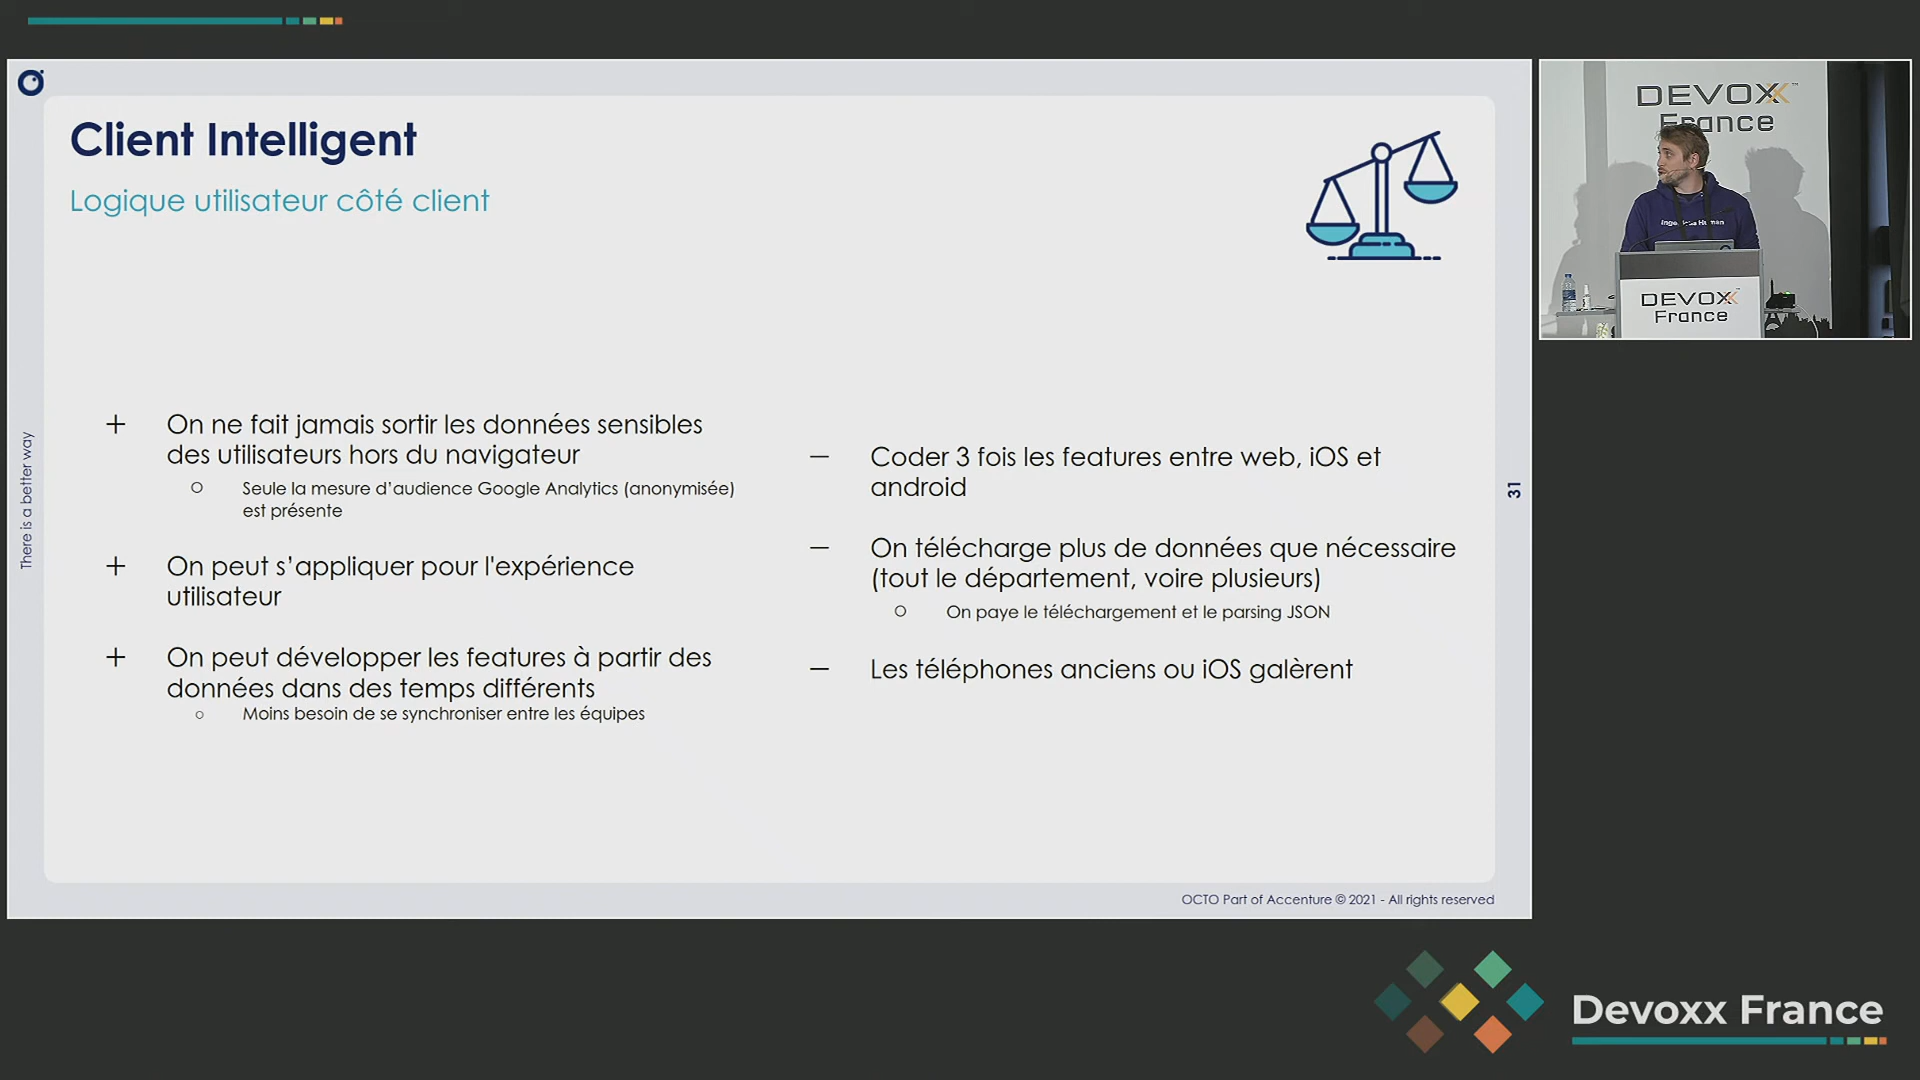 Client Intelligent
Logique utilisateur côté client
+ On ne fait jamais sortir les données sensibles
des utilisateurs hors du navigateur
○ Seule la mesure d'audience Google Analytics (anonymisée)
est présente
+ On peut s'appliquer pour l'expérience
utilisateur
+ On peut développer les features à partir des
données dans des temps différents
○ Moins besoin de se synchroniser entre les équipes
– Coder 3 fois les features entre web, iOS et
android
– On télécharge plus de données que nécessaire
(tout le département, voire plusieurs)
○ On paye le téléchargement et le parsing JSON
– Les téléphones anciens ou iOS galèrent
There is a better way
31
OCTO Part of Accenture © 2021 - All rights reserved
DEVOXX™
France
Ingenious Human
DEVOXX™
France
Devoxx France